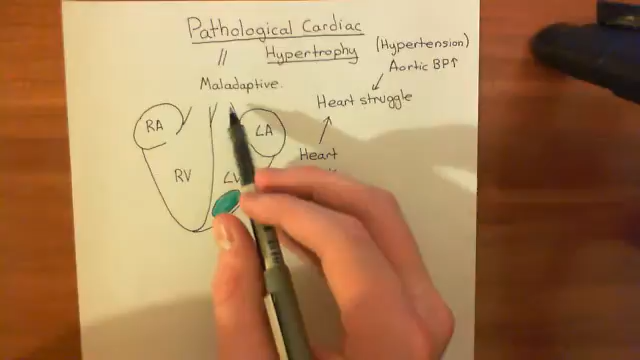 Pathological Cardiac
Hypertrophy
(Hypertension)
Aortic BP↑
Maladaptive
Heart struggle
RA
LA
Heart
RV
LV